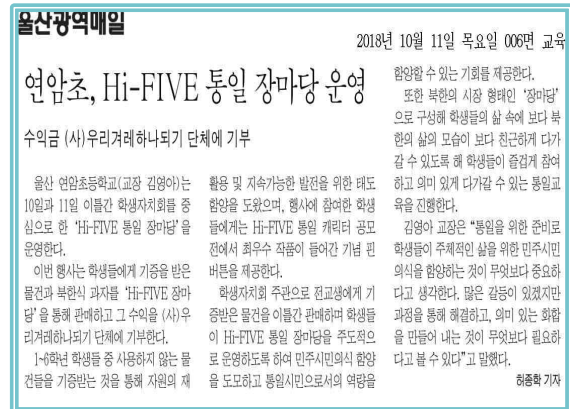 울산광역매일
2018년 10월 11일 목요일 006면 교육
연암초, Hi-FIVE 통일 장마당 운영
수익금 (사)우리겨레하나되기 단체에 기부
울산 연암초등학교(교장 김영아)는
10일과 11일 이틀간 학생자치회를 중
심으로 한 ‘Hi-FIVE 통일 장마당’을
운영한다.
이번 행사는 학생들에게 기증을 받은
물건과 북한식 과자를 ‘Hi-FIVE 장마
당’을 통해 판매하고 그 수익을 (사)우
리겨레하나되기 단체에 기부한다.
1~6학년 학생들 중 사용하지 않는 물
건들을 기증받는 것을 통해 자원의 재
활용 및 지속가능한 발전을 위한 태도
함양을 도왔으며, 행사에 참여한 학생
들에게는 Hi-FIVE 통일 캐릭터 공모
전에서 최우수 작품이 들어간 기념 핀
버튼을 제공한다.
학생자치회 주관으로 전교생에게 기
증받은 물건을 이틀간 판매하며 학생들
이 Hi-FIVE 통일 장마당을 주도적으
로 운영하도록 하여 민주시민의식 함양
을 도모하고 통일시민으로서의 역량을
함양할 수 있는 기회를 제공한다.
또한 북한의 시장 형태인 ‘장마당’
으로 구성해 학생들의 삶 속에 보다 북
한의 삶의 모습이 보다 친근하게 다가
갈 수 있도록 해 학생들이 즐겁게 참여
하고 의미 있게 다가갈 수 있는 통일교
육을 진행한다.
김영아 교장은 “통일을 위한 준비로
학생들이 주체적인 삶을 위한 민주시민
의식을 함양하는 것이 무엇보다 중요하
다고 생각한다. 많은 갈등이 있겠지만
과정을 통해 해결하고, 의미 있는 화합
을 만들어 내는 것이 무엇보다 필요하
다고 볼 수 있다”고 말했다.
허종학 기자